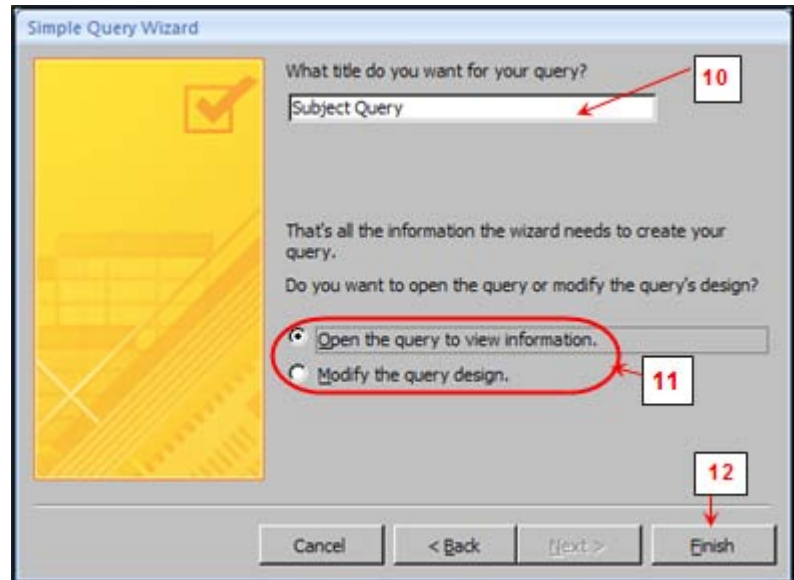 Simple Query Wizard
What title do you want for your query?
10
Subject Query
That's all the information the wizard needs to create your
query.
Do you want to open the query or modify the query's design?
Open the query to view information.
Modify the query design.
11
12
Cancel
< Back
Next >
Finish